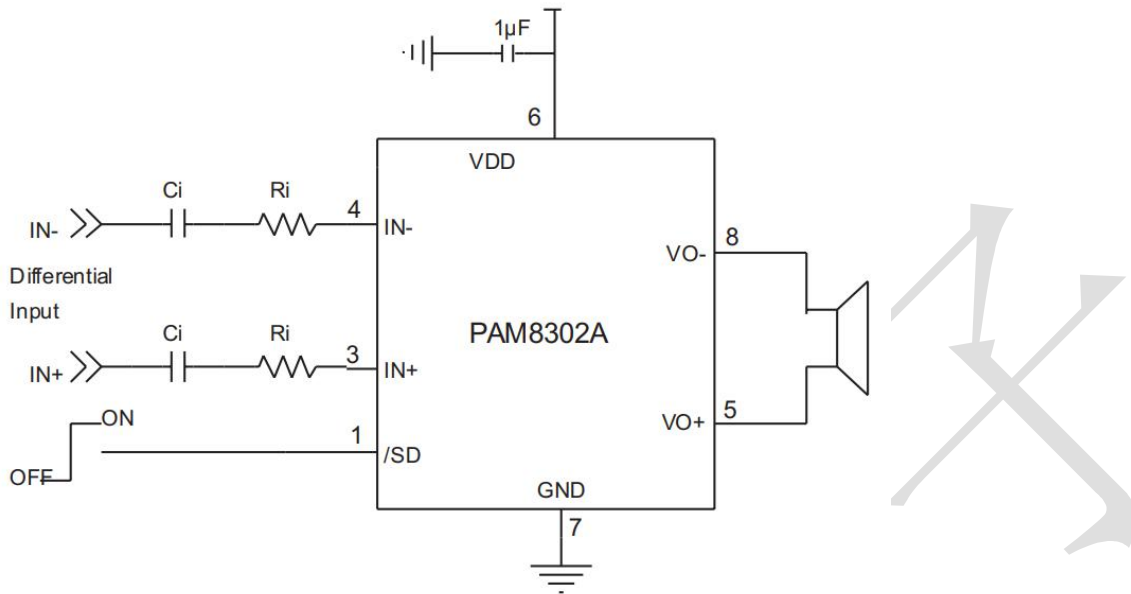 1µF
6
VDD
Ci Ri
4
IN- IN-
8
VO-
Differential
Input
PAM8302A
Ci Ri
3
IN+ IN+
5
VO+
ON
1
/SD
OFF
GND
7